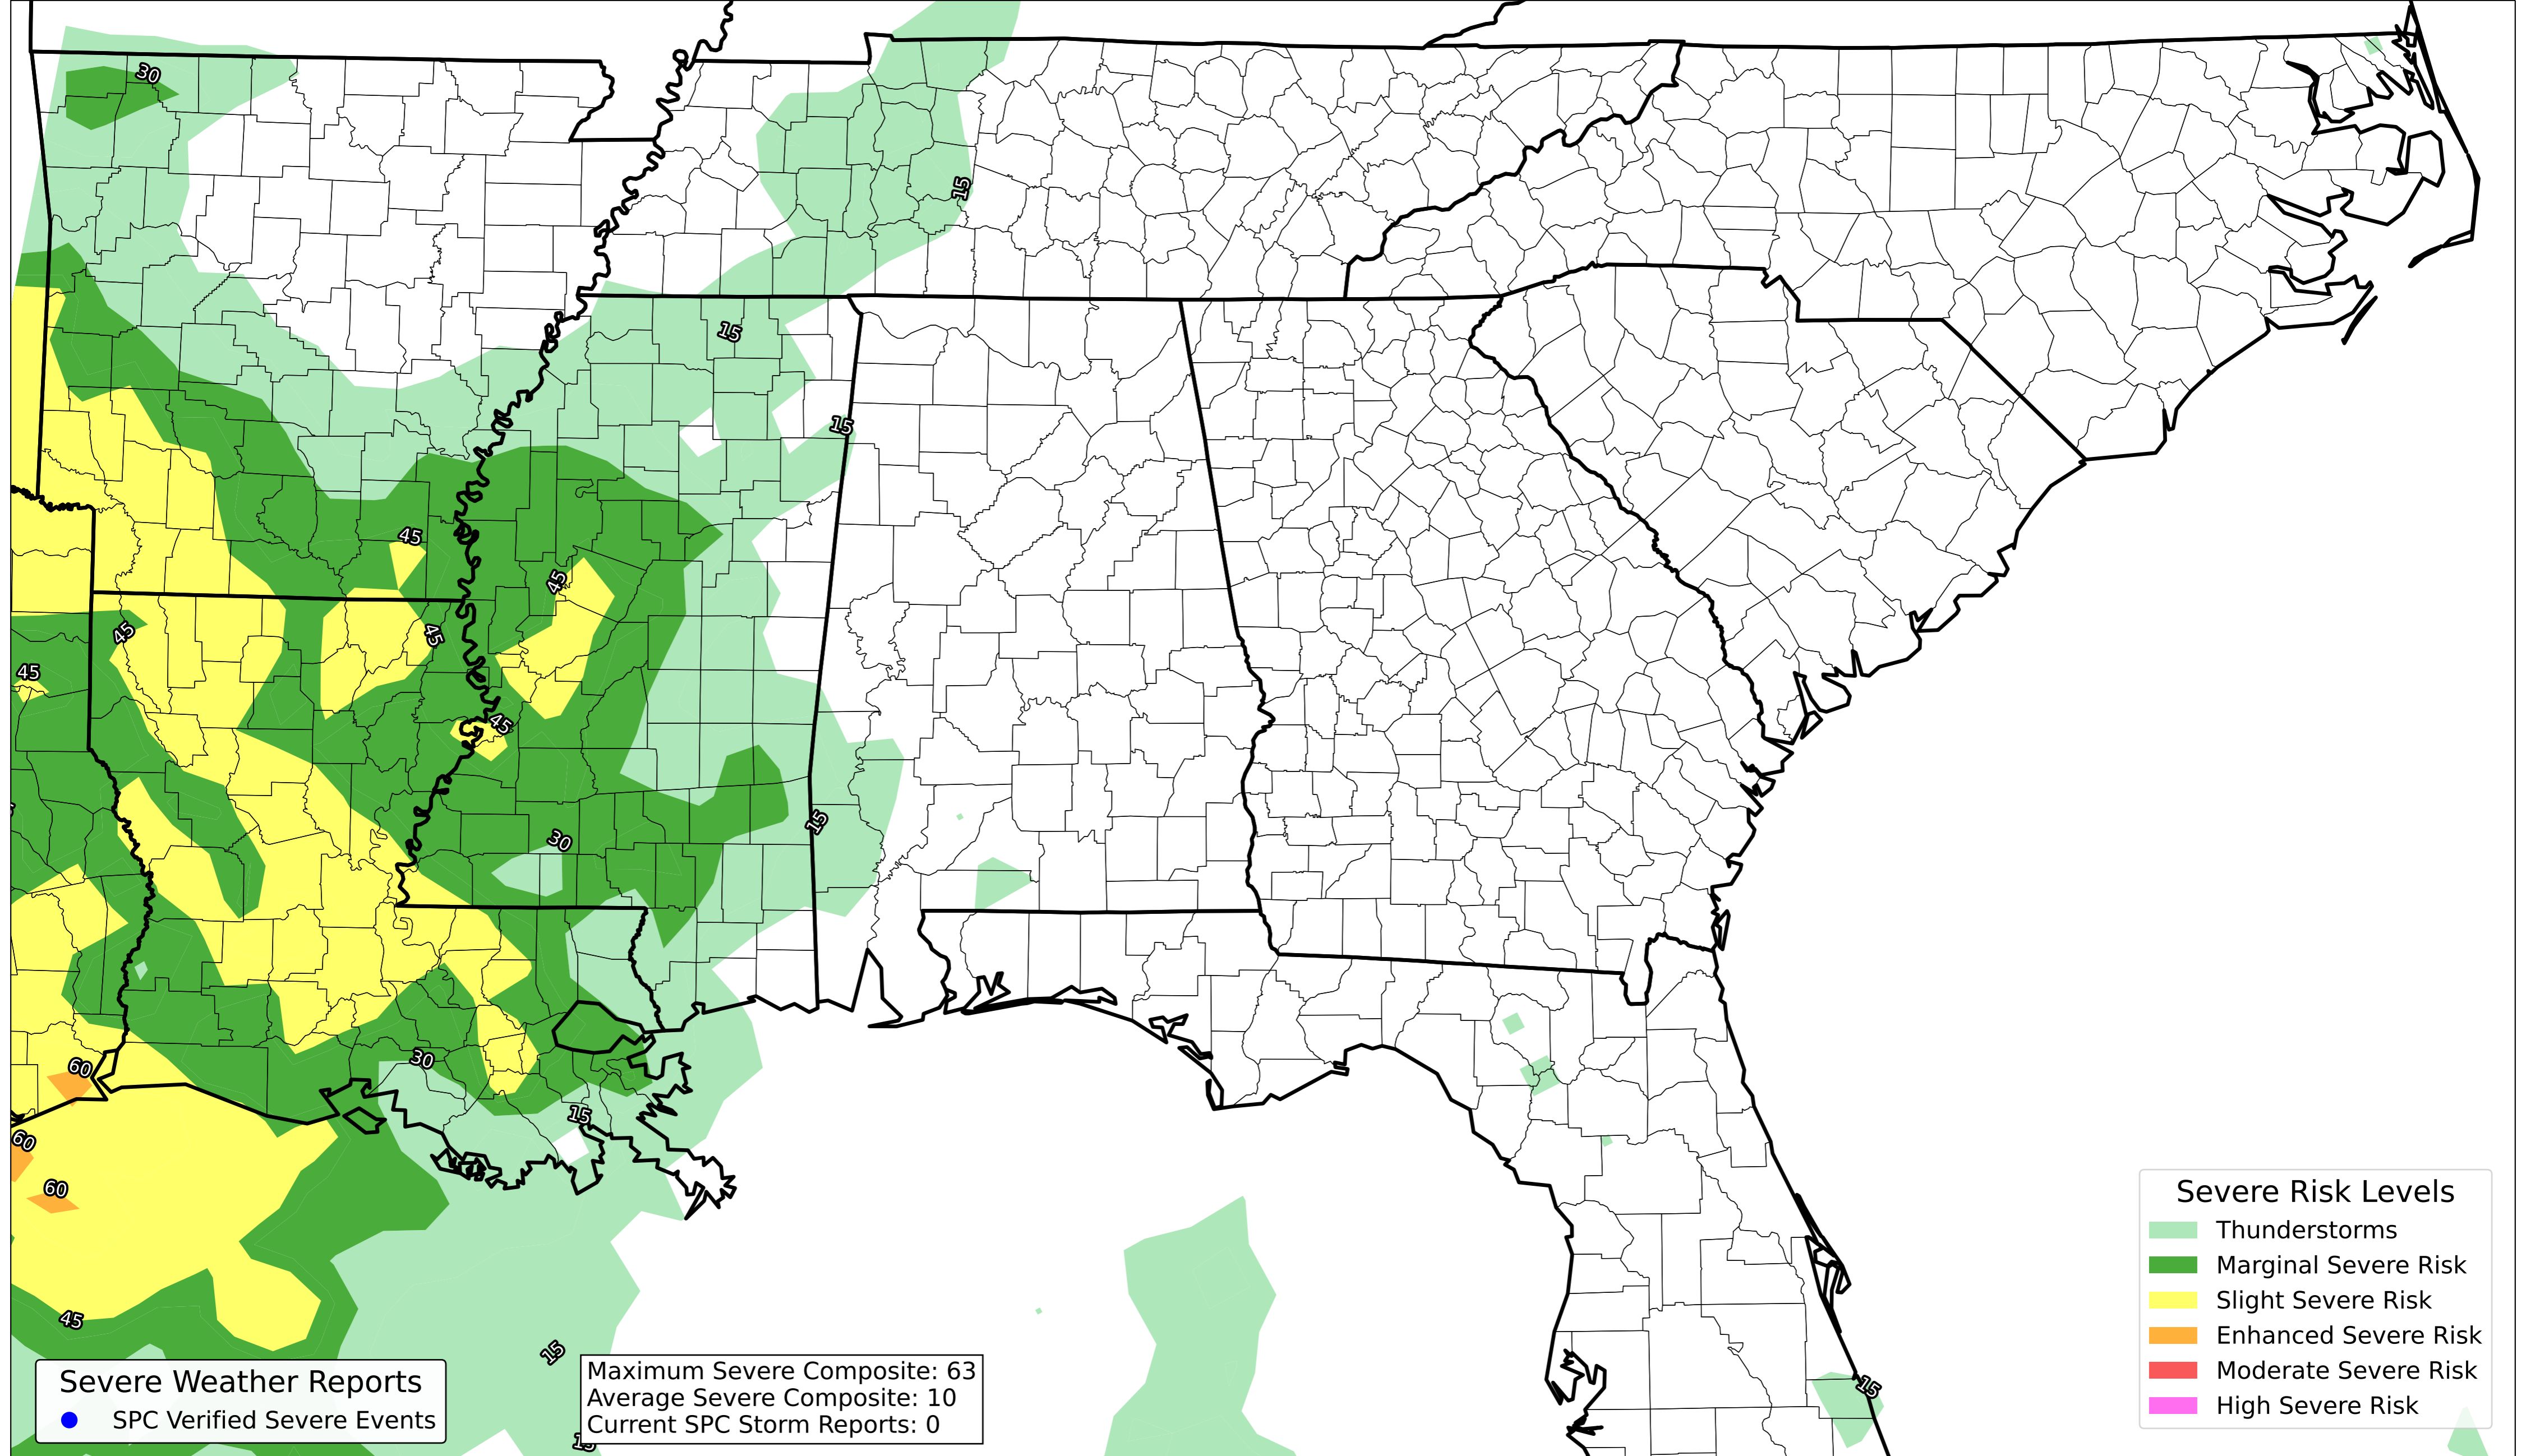 30
15
15
15
45
45
45
45
45
45
30
15
60
30
15
60
60
45
15
15
15
Severe Weather Reports
SPC Verified Severe Events
Maximum Severe Composite: 63
Average Severe Composite: 10
Current SPC Storm Reports: 0
Severe Risk Levels
Thunderstorms
Marginal Severe Risk
Slight Severe Risk
Enhanced Severe Risk
Moderate Severe Risk
High Severe Risk